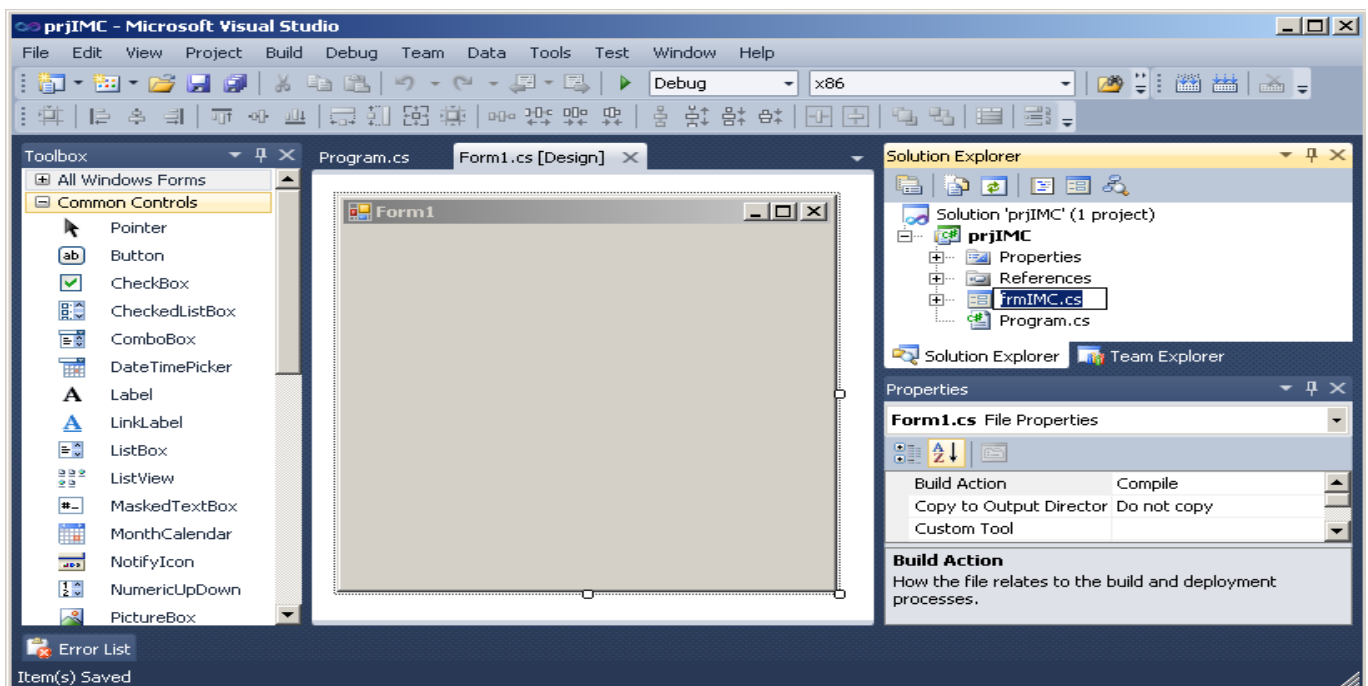 prjIMC - Microsoft Visual Studio
File Edit View Project Build Debug Team Data Tools Test Window Help
Debug x86
Toolbox
All Windows Forms
Common Controls
Pointer
Button
CheckBox
CheckedListBox
ComboBox
DateTimePicker
Label
LinkLabel
ListBox
ListView
MaskedTextBox
MonthCalendar
NotifyIcon
NumericUpDown
PictureBox
Program.cs Form1.cs [Design]
Form1
Solution Explorer
Solution 'prjIMC' (1 project)
prjIMC
Properties
References
frmIMC.cs
Program.cs
Solution Explorer Team Explorer
Properties
Form1.cs File Properties
Build Action Compile
Copy to Output Director Do not copy
Custom Tool
Build Action
How the file relates to the build and deployment
processes.
Error List
Item(s) Saved